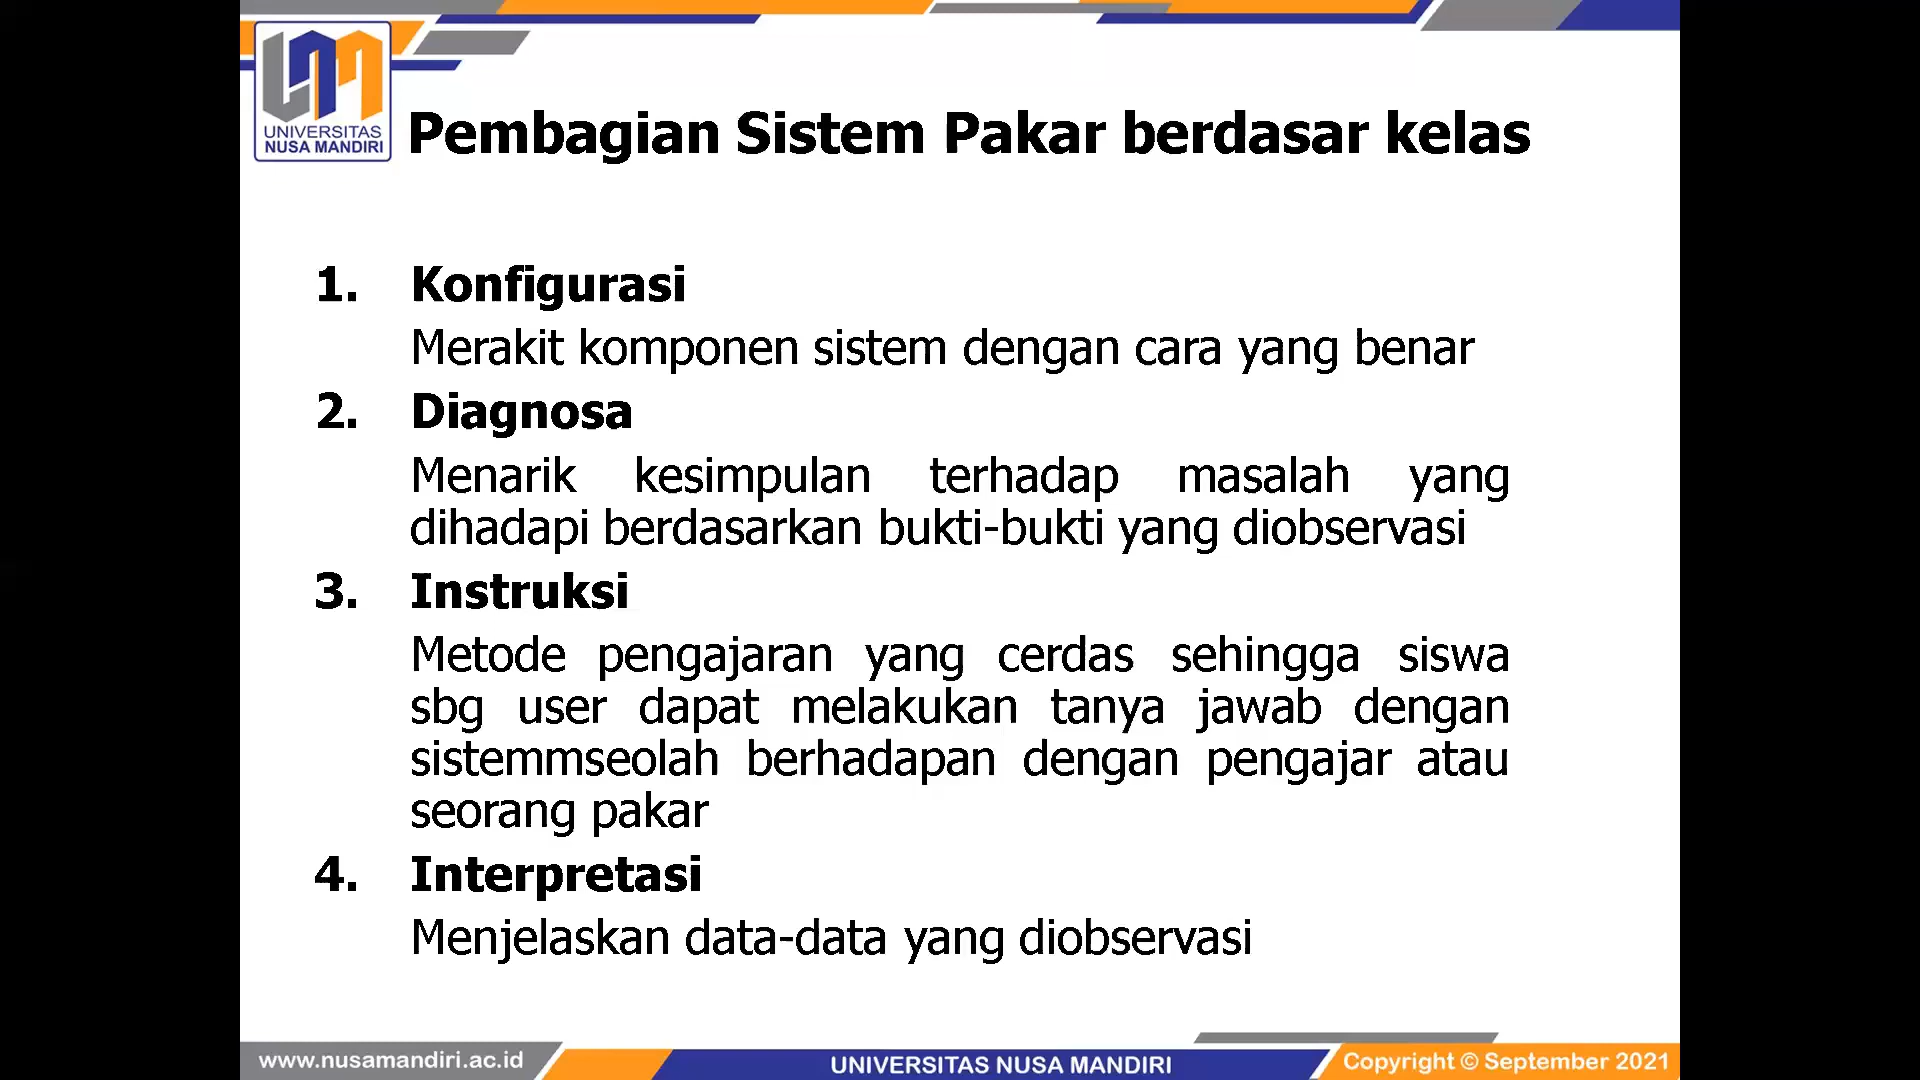 UNIVERSITAS
NUSA MANDIRI
Pembagian Sistem Pakar berdasar kelas
1. Konfigurasi
Merakit komponen sistem dengan cara yang benar
2. Diagnosa
Menarik kesimpulan terhadap masalah yang
dihadapi berdasarkan bukti-bukti yang diobservasi
3. Instruksi
Metode pengajaran yang cerdas sehingga siswa
sbg user dapat melakukan tanya jawab dengan
sistemmseolah berhadapan dengan pengajar atau
seorang pakar
4. Interpretasi
Menjelaskan data-data yang diobservasi
www.nusamandiri.ac.id
UNIVERSITAS NUSA MANDIRI
Copyright © September 2021